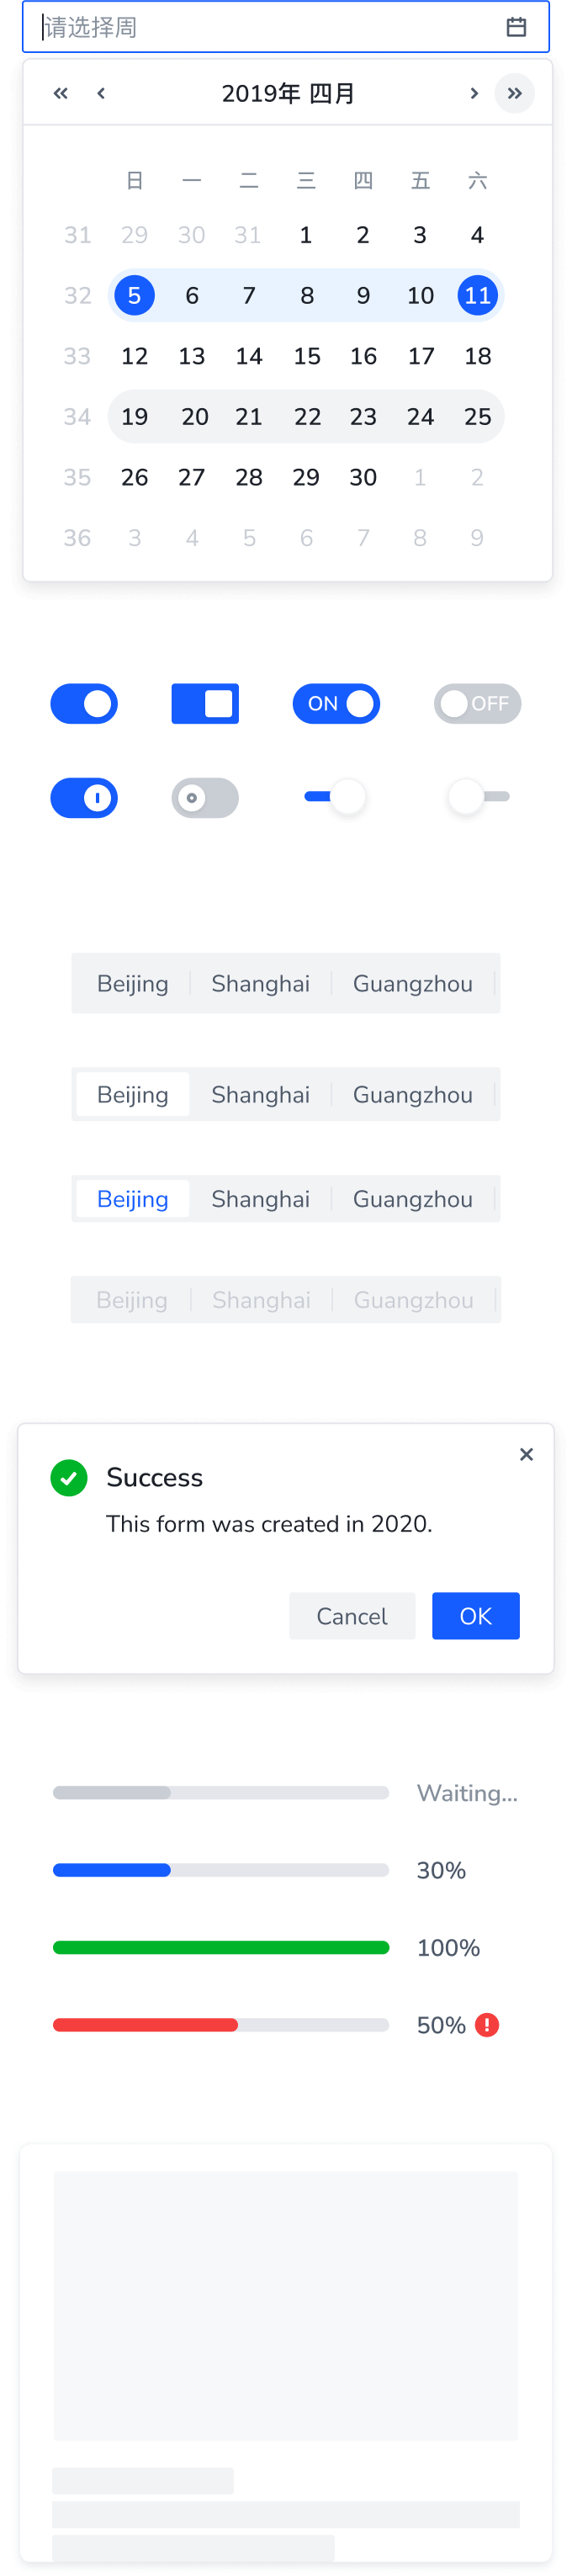 请选择周
2019年 四月
日 一 二 三 四 五 六
31 29 30 31 1 2 3 4
32 5 6 7 8 9 10 11
33 12 13 14 15 16 17 18
34 19 20 21 22 23 24 25
35 26 27 28 29 30 1 2
36 3 4 5 6 7 8 9
ON OFF
Beijing Shanghai Guangzhou
Beijing Shanghai Guangzhou
Beijing Shanghai Guangzhou
Beijing Shanghai Guangzhou
Success
This form was created in 2020.
Cancel OK
Waiting...
30%
100%
50%